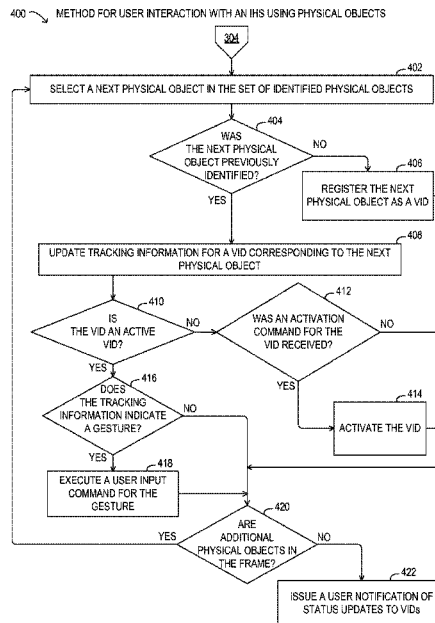 400 METHOD FOR USER INTERACTION WITH AN IHS USING PHYSICAL OBJECTS
304
402
SELECT A NEXT PHYSICAL OBJECT IN THE SET OF IDENTIFIED PHYSICAL OBJECTS
404
WAS
THE NEXT PHYSICAL
OBJECT PREVIOUSLY
IDENTIFIED?
NO
YES
406
REGISTER THE NEXT
PHYSICAL OBJECT AS A VID
408
UPDATE TRACKING INFORMATION FOR A VID CORRESPONDING TO THE NEXT
PHYSICAL OBJECT
410
IS
THE VID AN ACTIVE
VID?
NO
YES
412
WAS AN ACTIVATION
COMMAND FOR THE
VID RECEIVED?
NO
YES
414
ACTIVATE THE VID
416
DOES
THE TRACKING
INFORMATION INDICATE
A GESTURE?
NO
YES
418
EXECUTE A USER INPUT
COMMAND FOR THE
GESTURE
420
ARE
ADDITIONAL
PHYSICAL OBJECTS IN
THE FRAME?
YES
NO
422
ISSUE A USER NOTIFICATION OF
STATUS UPDATES TO VIDs